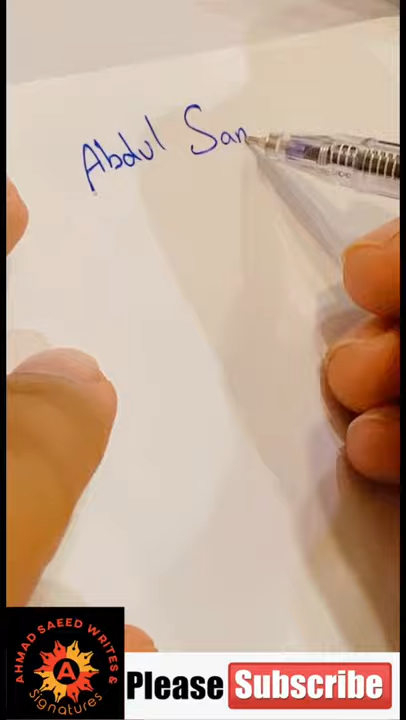 Abdul San
AHMAD SAEED WRITES &
A
Signatures
Please Subscribe